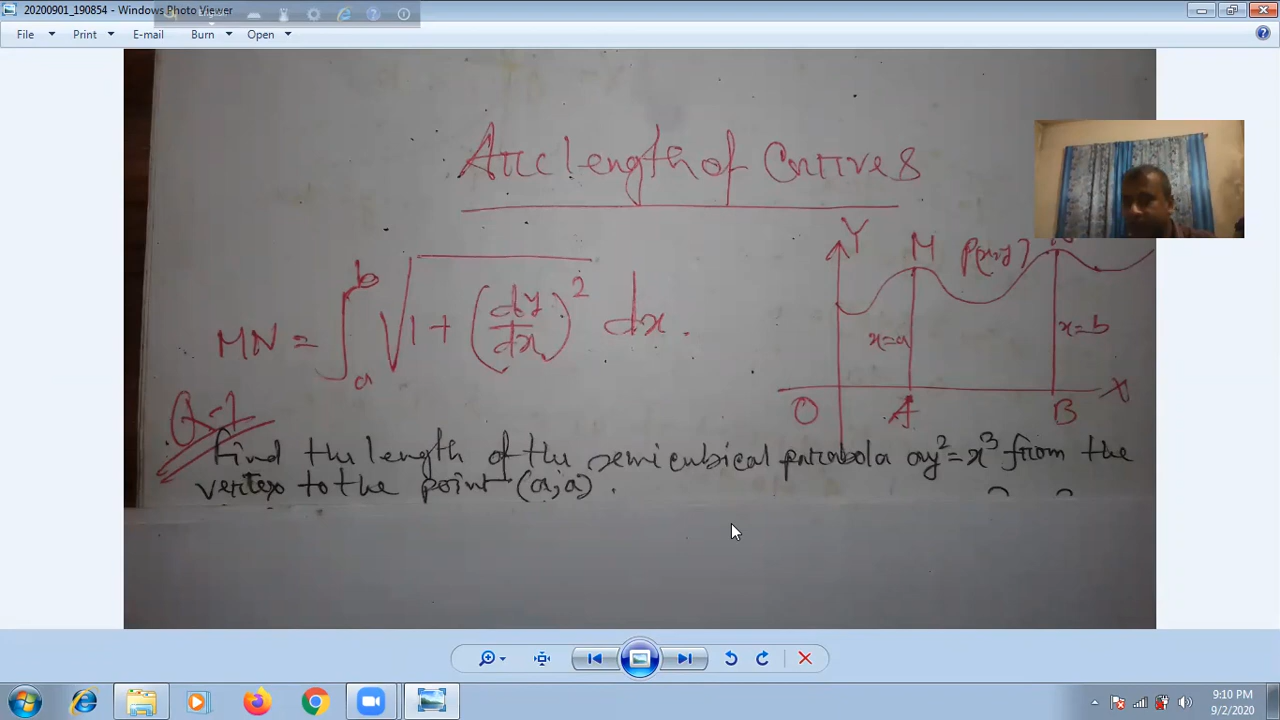 20200901_190854 - Windows Photo Viewer
File Print E-mail Burn Open
Arc length of Curves
MN = ∫ₐᵇ √1 + (dy/dx)² dx .
Y M P(x,y)
x=a x=b
O A B X
Q-1
Find the length of the semicubical parabola ay²=x³ from the
vertex to the point (a,a) .
9:10 PM
9/2/2020